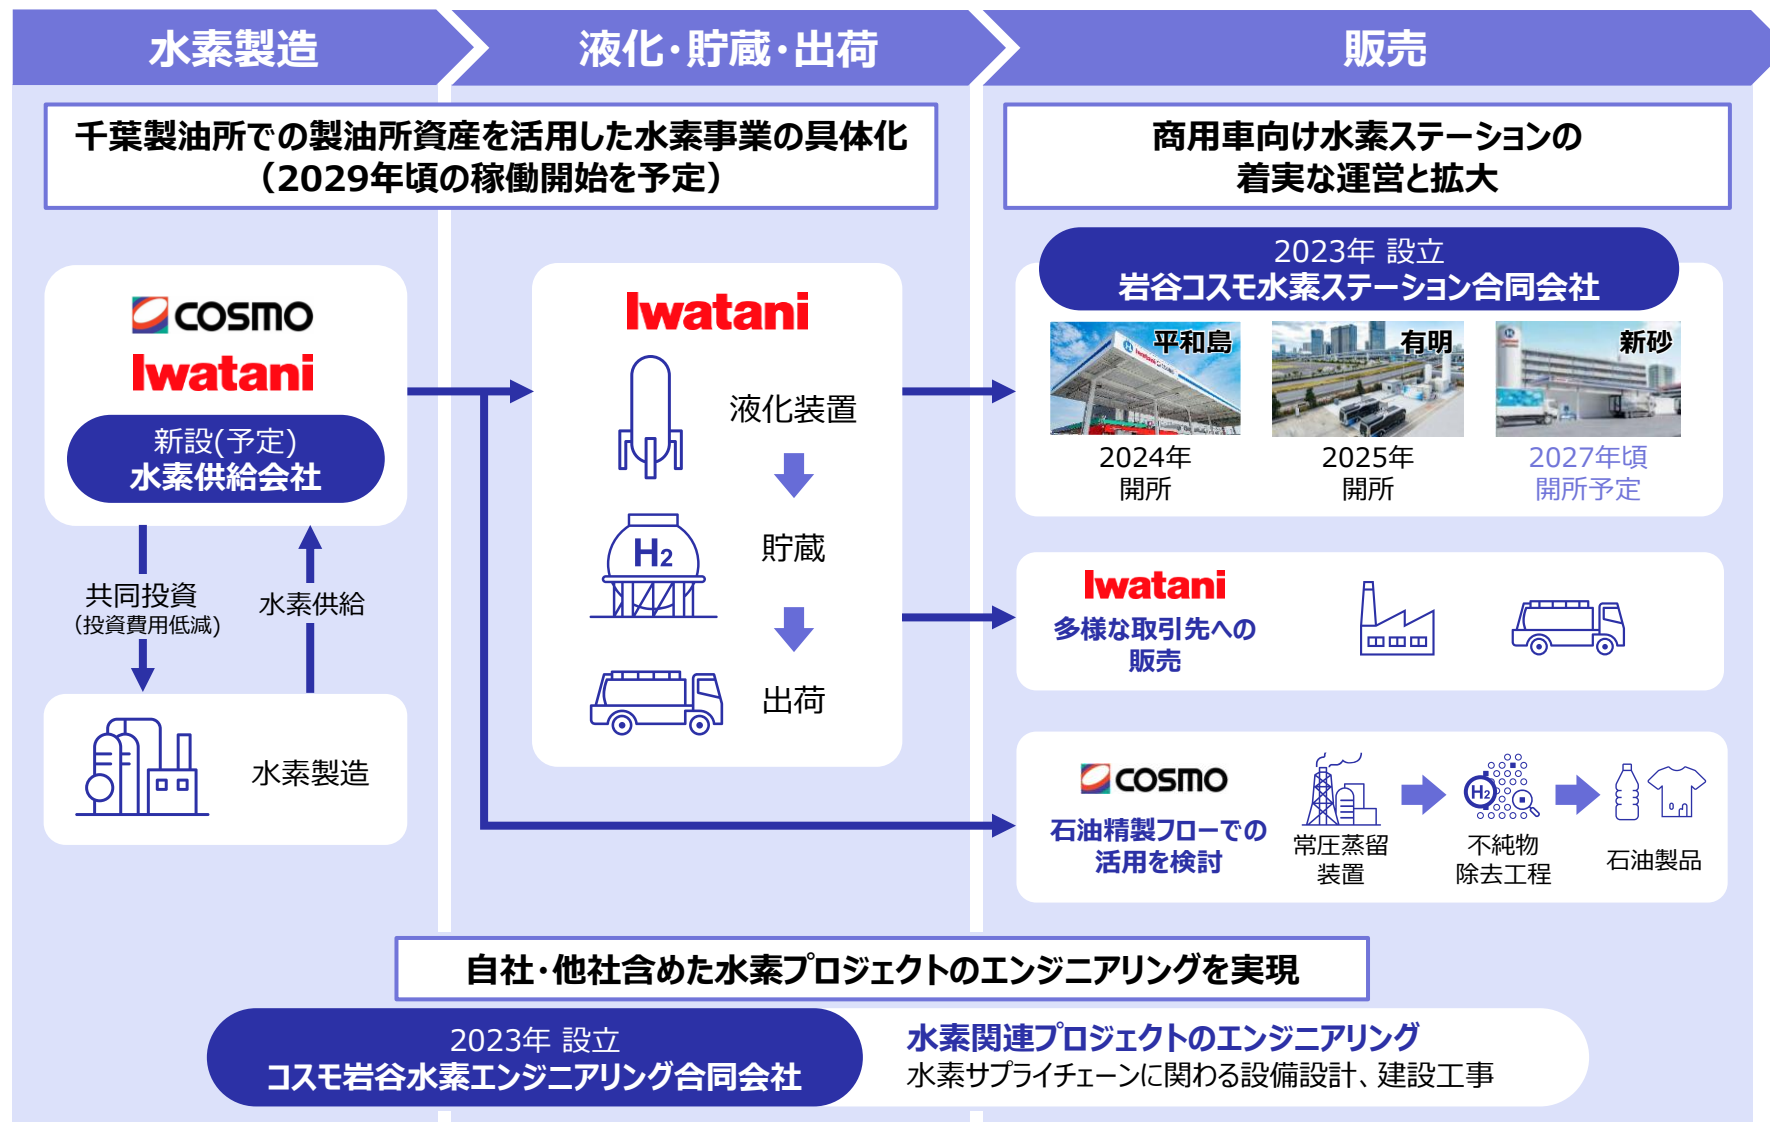 水素製造
液化・貯蔵・出荷
販売
千葉製油所での製油所資産を活用した水素事業の具体化
（2029年頃の稼働開始を予定）
商用車向け水素ステーションの
着実な運営と拡大
COSMO
Iwatani
新設(予定)
水素供給会社
共同投資
（投資費用低減）
水素供給
水素製造
Iwatani
液化装置
H2
貯蔵
出荷
2023年 設立
岩谷コスモ水素ステーション合同会社
平和島
2024年
開所
有明
2025年
開所
新砂
2027年頃
開所予定
Iwatani
多様な取引先への
販売
COSMO
石油精製フローでの
活用を検討
常圧蒸留
装置
H2
不純物
除去工程
石油製品
自社・他社含めた水素プロジェクトのエンジニアリングを実現
2023年 設立
コスモ岩谷水素エンジニアリング合同会社
水素関連プロジェクトのエンジニアリング
水素サプライチェーンに関わる設備設計、建設工事